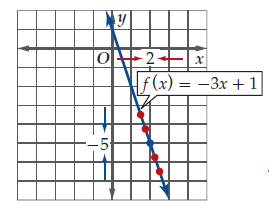 y
O 2 x
f(x) = −3x + 1
−5